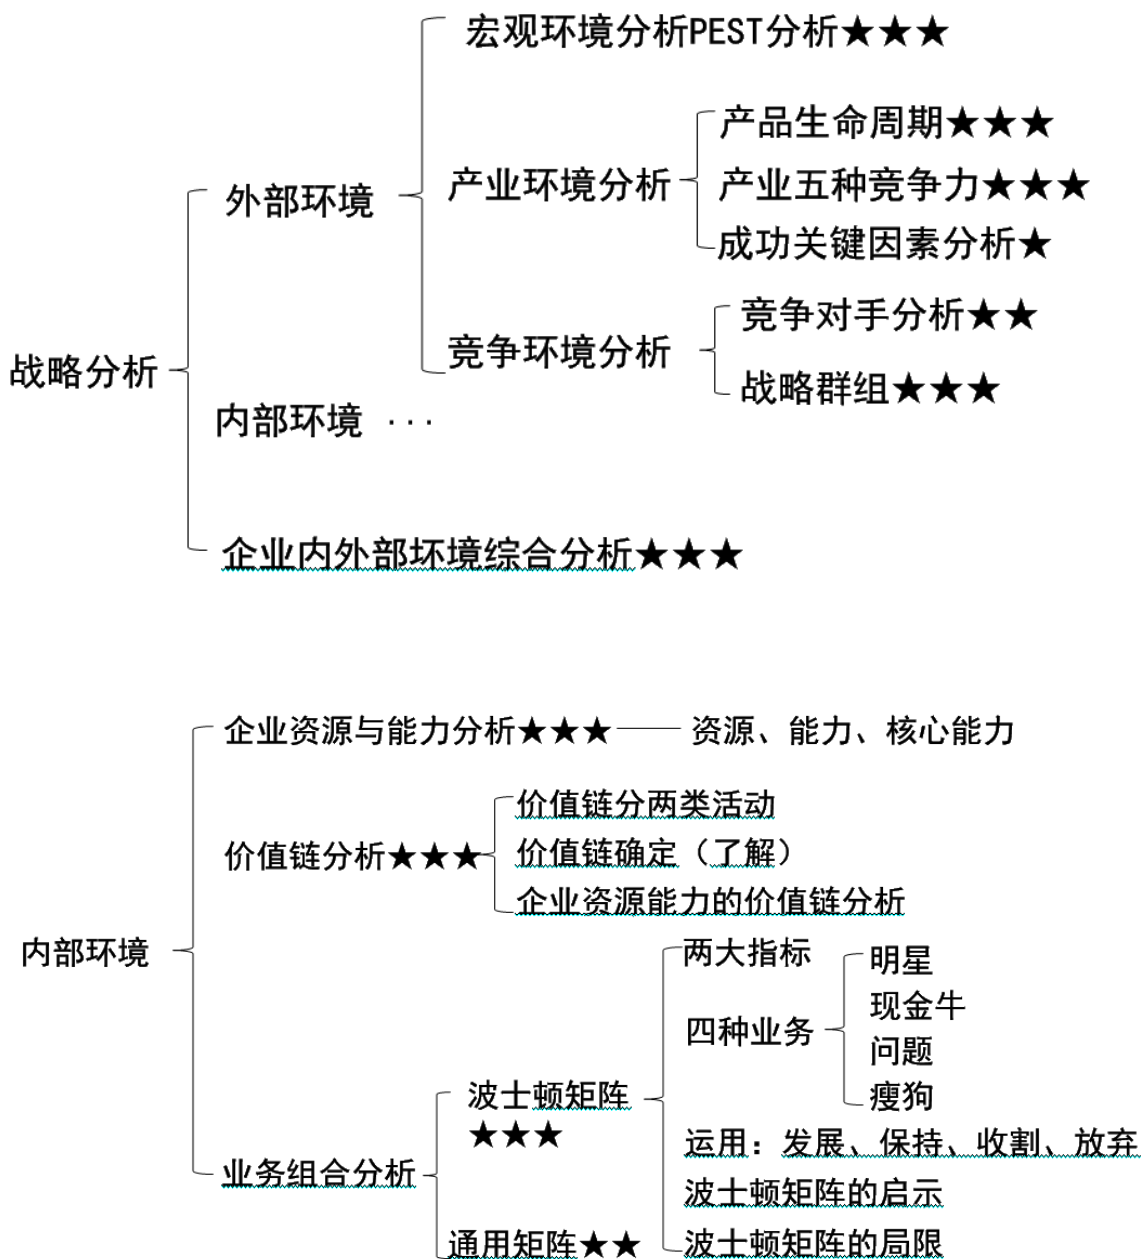 宏观环境分析PEST分析★★★
产品生命周期★★★
产业环境分析
产业五种竞争力★★★
外部环境
成功关键因素分析★
竞争对手分析★★
竞争环境分析
战略分析
战略群组★★★
内部环境 ···
企业内外部坏境综合分析★★★
企业资源与能力分析★★★——资源、能力、核心能力
价值链分两类活动
价值链分析★★★
价值链确定（了解）
企业资源能力的价值链分析
内部环境
两大指标
明星
现金牛
四种业务
问题
瘦狗
波士顿矩阵
★★★
运用：发展、保持、收割、放弃
业务组合分析
波士顿矩阵的启示
通用矩阵★★
波士顿矩阵的局限